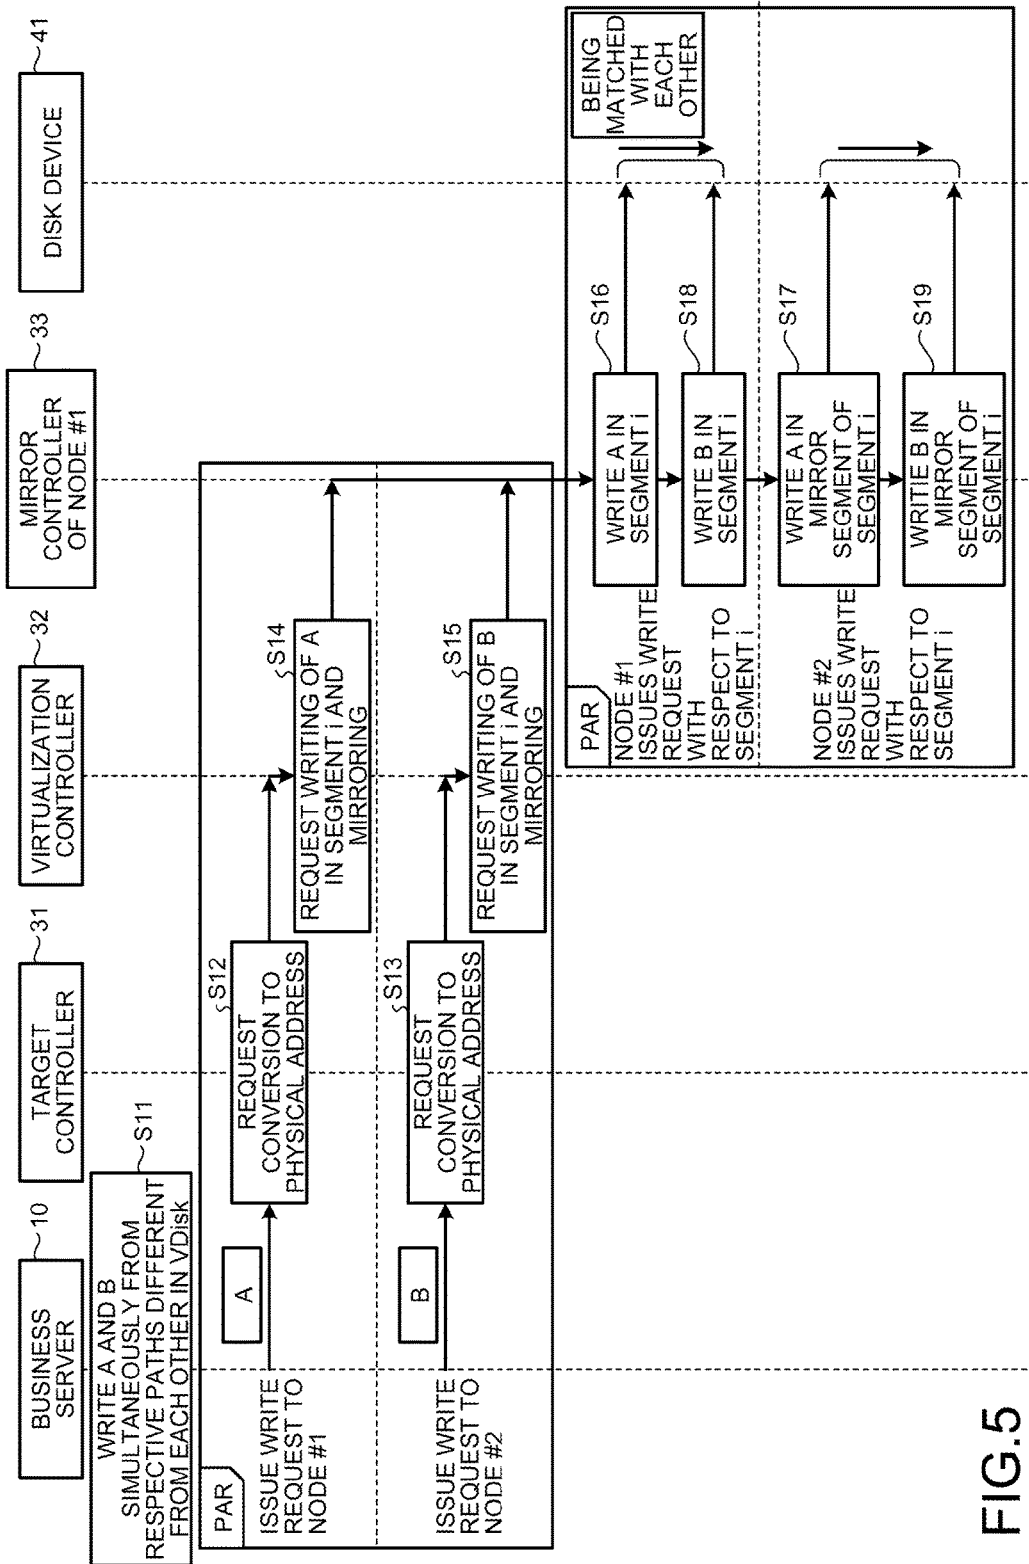 BUSINESS
SERVER
10
TARGET
CONTROLLER
31
VIRTUALIZATION
CONTROLLER
32
MIRROR
CONTROLLER
OF NODE #1
33
DISK DEVICE
41
WRITE A AND B
SIMULTANEOUSLY FROM
RESPECTIVE PATHS DIFFERENT
FROM EACH OTHER IN VDisk
S11
PAR
ISSUE WRITE
REQUEST TO
NODE #1
A
S12
REQUEST
CONVERSION TO
PHYSICAL ADDRESS
S14
REQUEST WRITING OF A
IN SEGMENT i AND
MIRRORING
ISSUE WRITE
REQUEST TO
NODE #2
B
S13
REQUEST
CONVERSION TO
PHYSICAL ADDRESS
S15
REQUEST WRITING OF B
IN SEGMENT i AND
MIRRORING
PAR
NODE #1
ISSUES WRITE
REQUEST
WITH
RESPECT TO
SEGMENT i
WRITE A IN
SEGMENT i
S16
WRITE B IN
SEGMENT i
S18
BEING
MATCHED
WITH
EACH
OTHER
NODE #2
ISSUES WRITE
REQUEST
WITH
RESPECT TO
SEGMENT i
WRITE A IN
MIRROR
SEGMENT OF
SEGMENT i
S17
WRITIE B IN
MIRROR
SEGMENT OF
SEGMENT i
S19
FIG.5